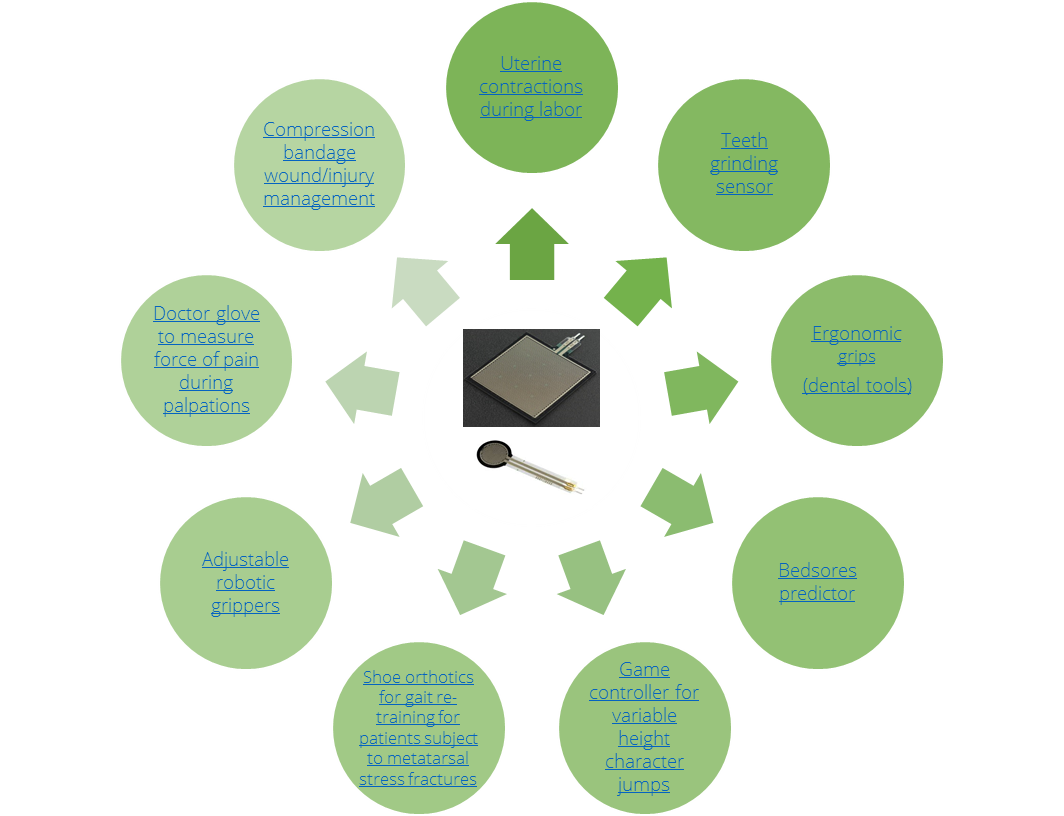 Uterine
contractions
during labor
Teeth
grinding
sensor
Ergonomic
grips
(dental tools)
Bedsores
predictor
Game
controller for
variable
height
character
jumps
Shoe orthotics
for gait re-
training for
patients subject
to metatarsal
stress fractures
Adjustable
robotic
grippers
Doctor glove
to measure
force of pain
during
palpations
Compression
bandage
wound/injury
management